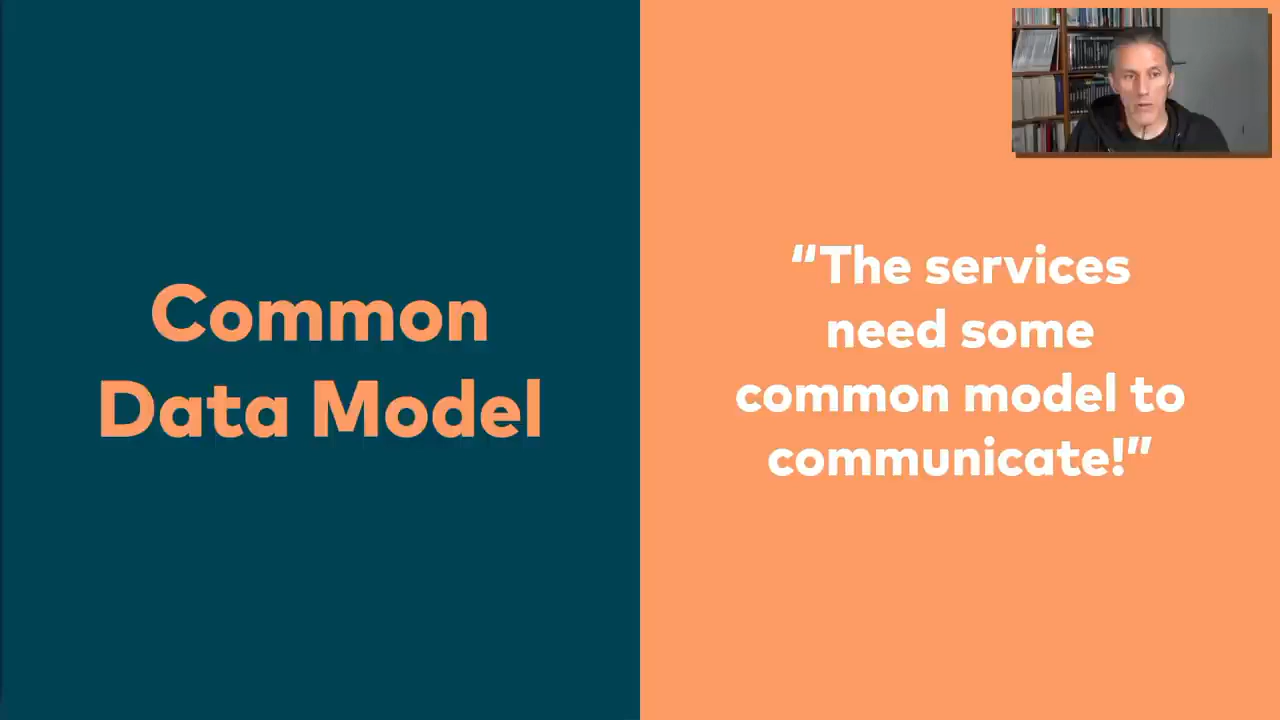 Common
Data Model
“The services
need some
common model to
communicate!”